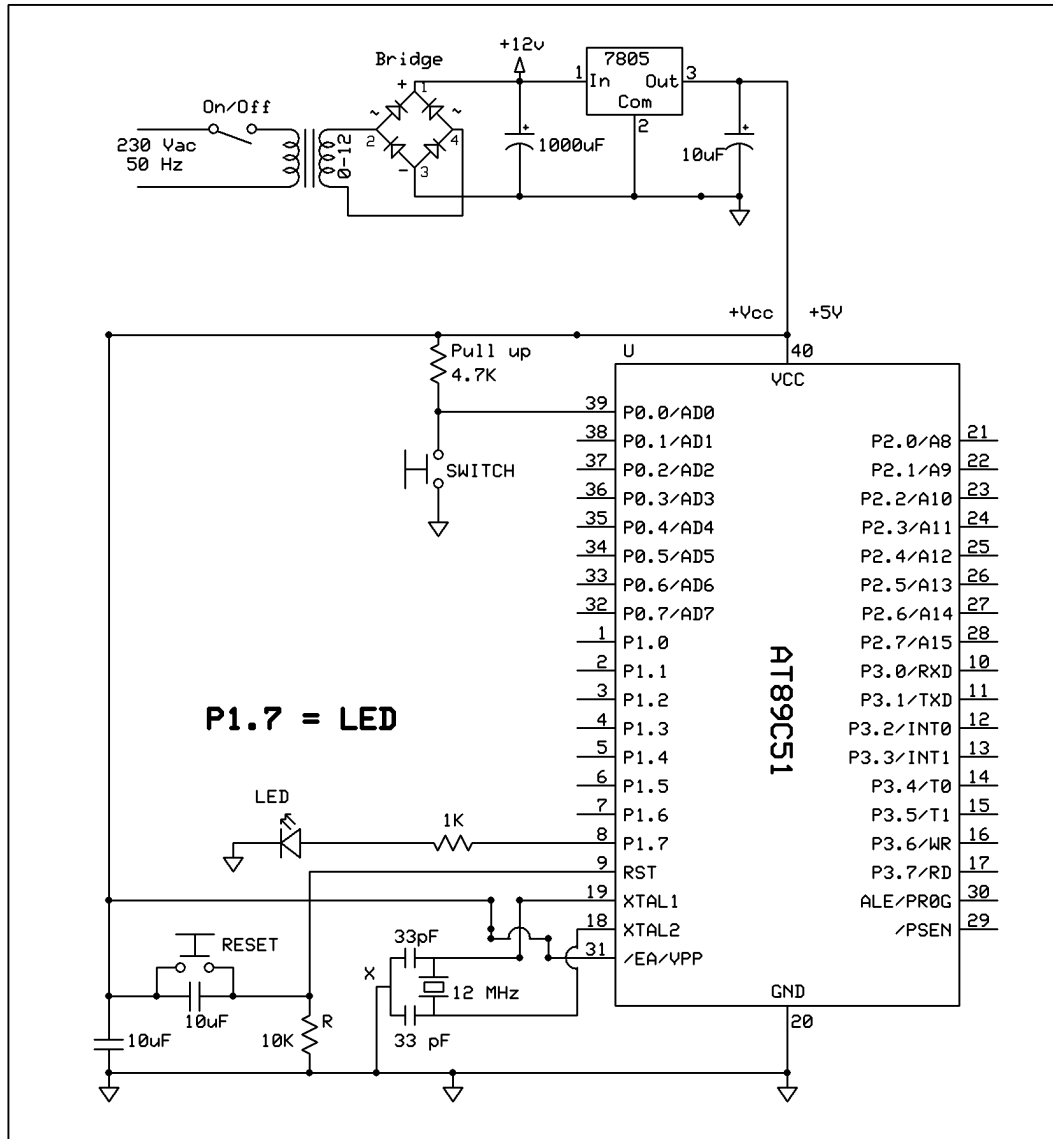 +12v
Bridge
7805
1 In Out 3
Com
2
+ 1
~ ~
2 4
- 3
On/Off
230 Vac
50 Hz
0-12
1000uF
+
10uF
+
+Vcc +5V
U
40
VCC
Pull up
4.7K
SWITCH
39 P0.0/AD0
38 P0.1/AD1
37 P0.2/AD2
36 P0.3/AD3
35 P0.4/AD4
34 P0.5/AD5
33 P0.6/AD6
32 P0.7/AD7
1 P1.0
2 P1.1
3 P1.2
4 P1.3
5 P1.4
6 P1.5
7 P1.6
8 P1.7
9 RST
19 XTAL1
18 XTAL2
31 /EA/VPP
P2.0/A8 21
P2.1/A9 22
P2.2/A10 23
P2.3/A11 24
P2.4/A12 25
P2.5/A13 26
P2.6/A14 27
P2.7/A15 28
P3.0/RXD 10
P3.1/TXD 11
P3.2/INT0 12
P3.3/INT1 13
P3.4/T0 14
P3.5/T1 15
P3.6/WR 16
P3.7/RD 17
ALE/PROG 30
/PSEN 29
AT89C51
GND
20
P1.7 = LED
LED
1K
RESET
10uF
10uF
R
10K
X
33pF
12 MHz
33 pF